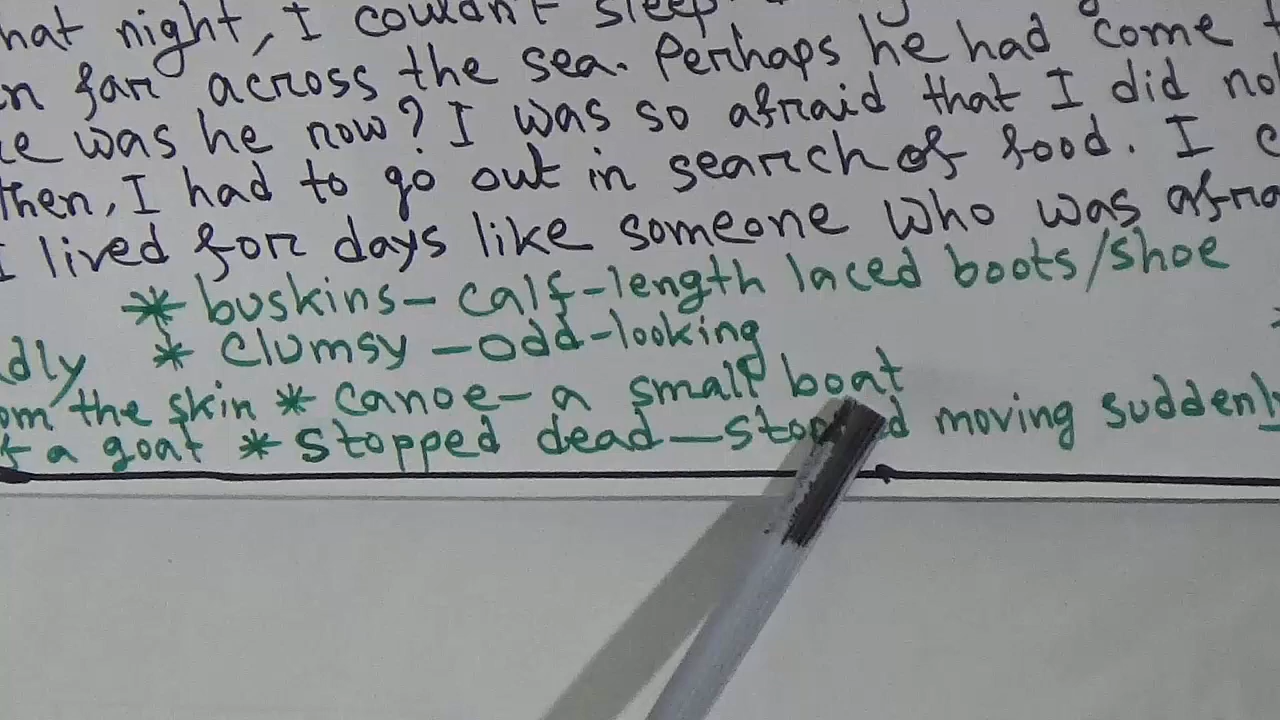 hat night, I couldn't sleep
n far across the sea. Perhaps he had come t
e was he now? I was so afraid that I did no
then, I had to go out in search of food. I c
I lived for days like someone who was afra
* buskins- calf-length laced boots/shoe
dly * clumsy -odd-looking
om the skin * canoe- a small boat
f a goat * stopped dead-stopped moving suddenly